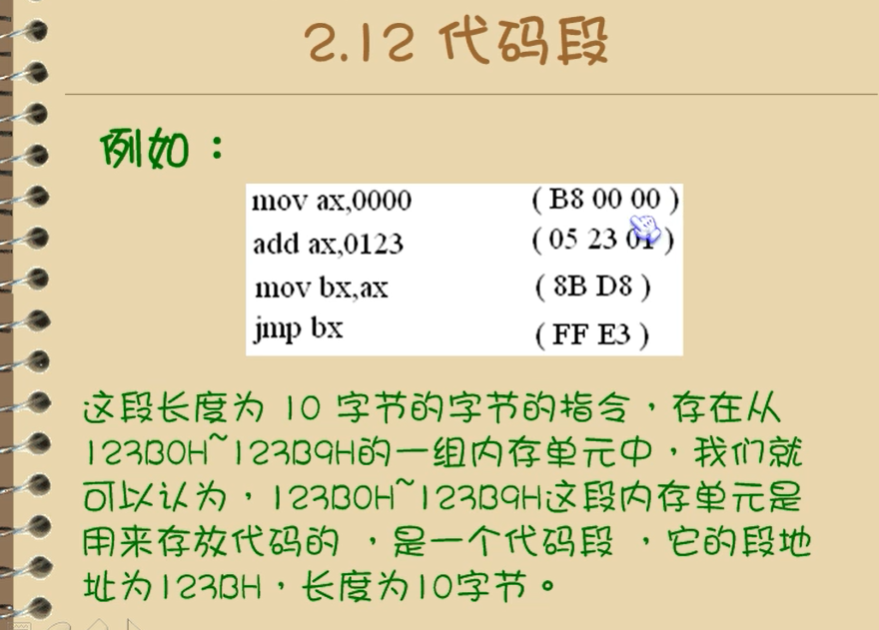 2.12 代码段
例如：
mov ax,0000 ( B8 00 00 )
add ax,0123 ( 05 23 01 )
mov bx,ax ( 8B D8 )
jmp bx ( FF E3 )
这段长度为 10 字节的字节的指令，存在从
123B0H~123B9H的一组内存单元中，我们就
可以认为，123B0H~123B9H这段内存单元是
用来存放代码的 ，是一个代码段 ，它的段地
址为123BH，长度为10字节。